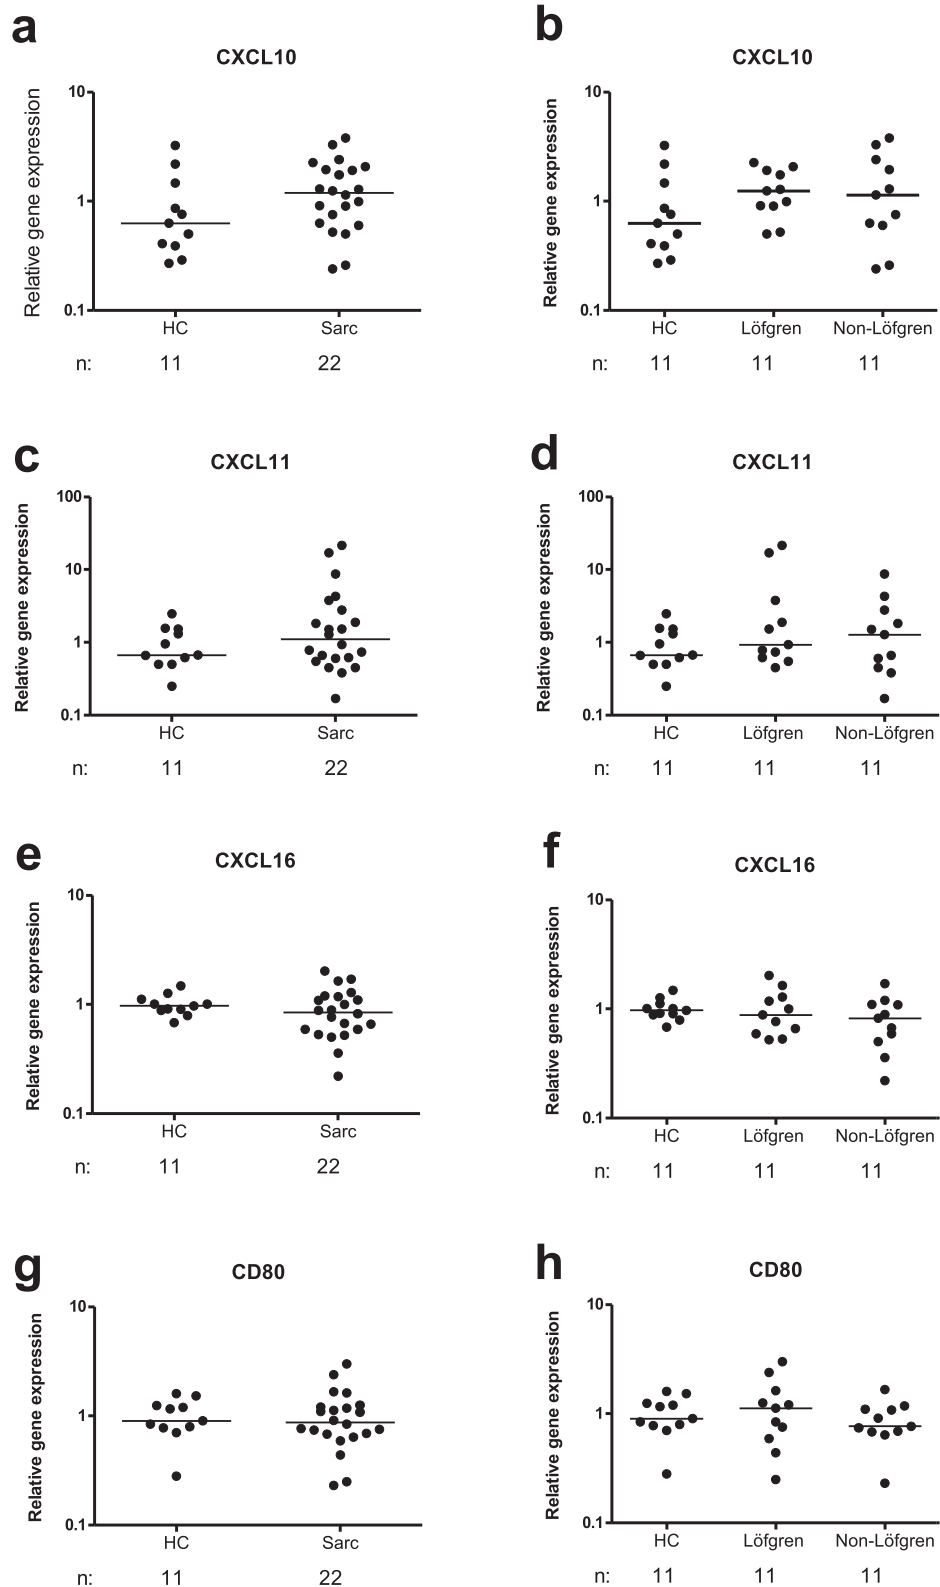 a
CXCL10
Relative gene expression
10
1
0.1
HC Sarc
n: 11 22
b
CXCL10
Relative gene expression
10
1
0.1
HC Löfgren Non-Löfgren
n: 11 11 11
c
CXCL11
Relative gene expression
100
10
1
0.1
HC Sarc
n: 11 22
d
CXCL11
Relative gene expression
100
10
1
0.1
HC Löfgren Non-Löfgren
n: 11 11 11
e
CXCL16
Relative gene expression
10
1
0.1
HC Sarc
n: 11 22
f
CXCL16
Relative gene expression
10
1
0.1
HC Löfgren Non-Löfgren
n: 11 11 11
g
CD80
Relative gene expression
10
1
0.1
HC Sarc
n: 11 22
h
CD80
Relative gene expression
10
1
0.1
HC Löfgren Non-Löfgren
n: 11 11 11